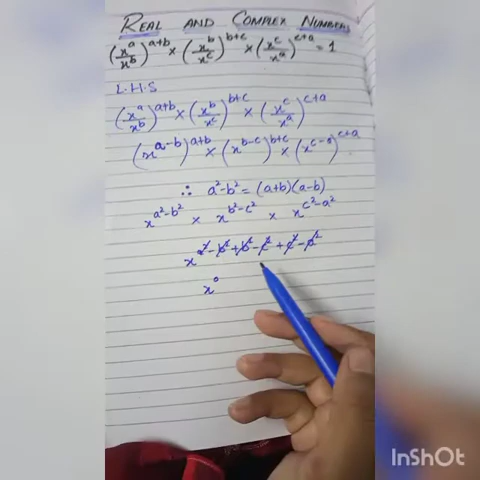 REAL AND COMPLEX NUMBERS
(x^a/x^b)^{a+b} × (x^b/x^c)^{b+c} × (x^c/x^a)^{c+a} = 1
L.H.S
(x^a/x^b)^{a+b} × (x^b/x^c)^{b+c} × (x^c/x^a)^{c+a}
(x^{a-b})^{a+b} × (x^{b-c})^{b+c} × (x^{c-a})^{c+a}
∴ a²-b² = (a+b)(a-b)
x^{a²-b²} × x^{b²-c²} × x^{c²-a²}
x^{a²-b²+b²-c²+c²-a²}
x^0
InShOt